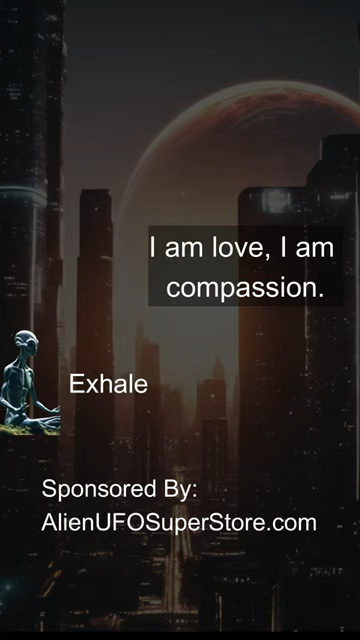 I am love, I am
compassion.
Exhale
Sponsored By:
AlienUFOSuperStore.com